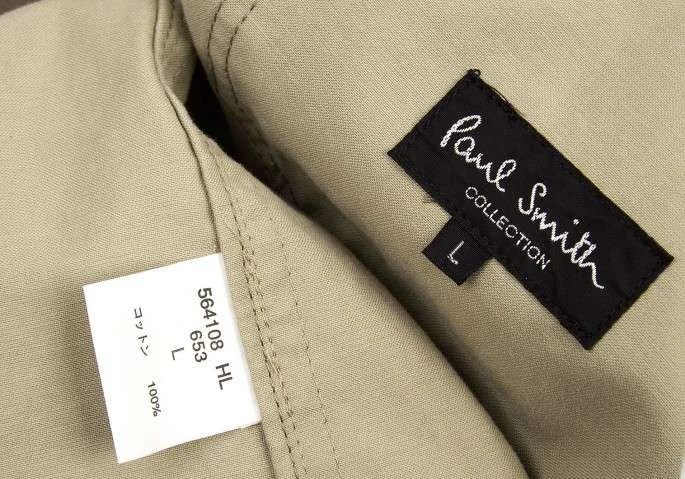 Paul Smith
COLLECTION
L
564108 HL
653
L
コットン 100%